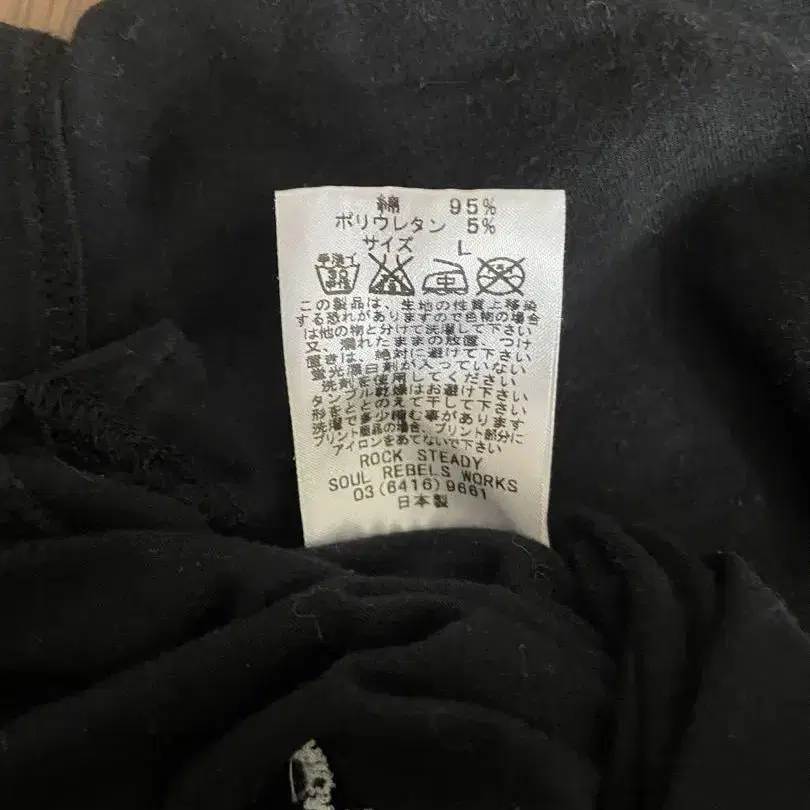 綿 95%
ポリウレタン 5%
サイズ L
手洗イ
30
中
この製品は、生地の性質上移染
する恐れがありますので色物の場合
は他の物と分けて洗濯して下さい
又、濡れたままの放置、つけ
置きは、絶対に避けて下さい
蛍光漂白剤が入っていない
洗剤を使用してください
タンブル乾燥はお避け下さい
形をととのえて干して下さい
洗濯で多少縮む事があります
プリント商品の場合、プリント部分に
アイロンをあてないで下さい
ROCK STEADY
SOUL REBELS WORKS
03(6416)9661
日本製